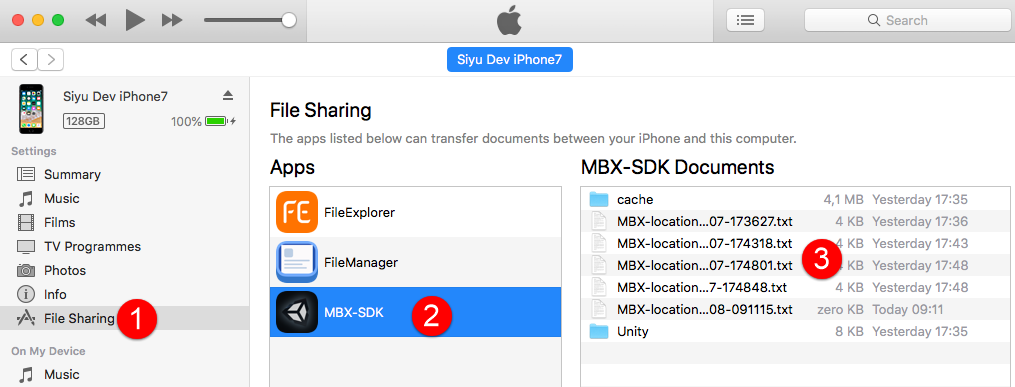 Search
Siyu Dev iPhone7
Siyu Dev iPhone7
128GB 100%
Settings
Summary
Music
Films
TV Programmes
Photos
Info
File Sharing 1
On My Device
Music
File Sharing
The apps listed below can transfer documents between your iPhone and this computer.
Apps
FE FileExplorer
FileManager
MBX-SDK 2
MBX-SDK Documents
cache 4,1 MB Yesterday 17:35
MBX-location...07-173627.txt 4 KB Yesterday 17:36
MBX-location...07-174318.txt 4 KB Yesterday 17:43
MBX-location...07-174801.txt 3 KB Yesterday 17:48
MBX-location...7-174848.txt 4 KB Yesterday 17:48
MBX-location...08-091115.txt zero KB Today 09:11
Unity 8 KB Yesterday 17:35